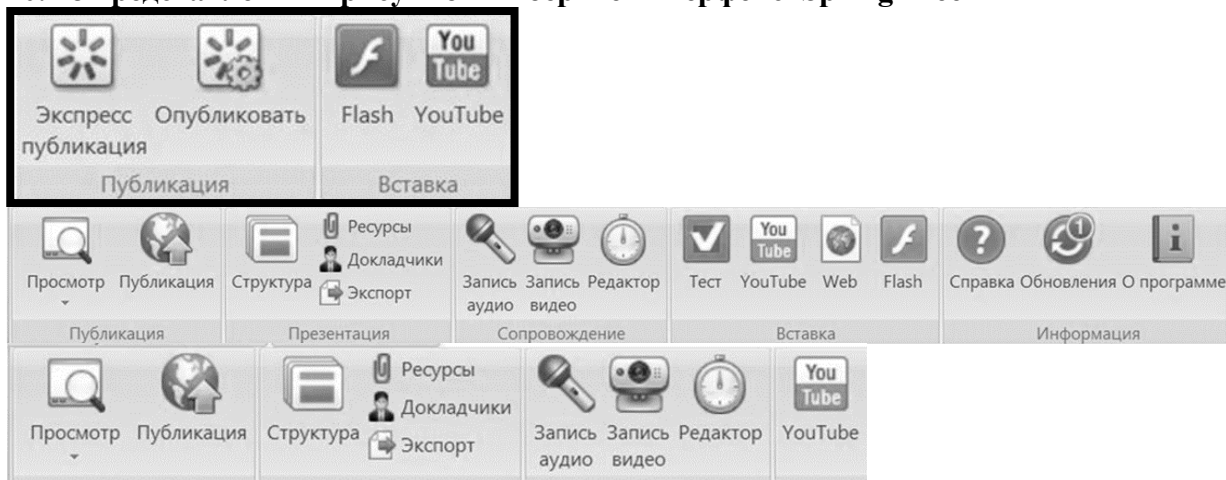 Экспресс публикация
Опубликовать
Flash
YouTube
Публикация
Вставка
Просмотр
Публикация
Структура
Ресурсы
Докладчики
Экспорт
Запись аудио
Запись видео
Редактор
Тест
YouTube
Web
Flash
Справка
Обновления
О программе
Публикация
Презентация
Сопровождение
Вставка
Информация
Просмотр
Публикация
Структура
Ресурсы
Докладчики
Экспорт
Запись аудио
Запись видео
Редактор
YouTube